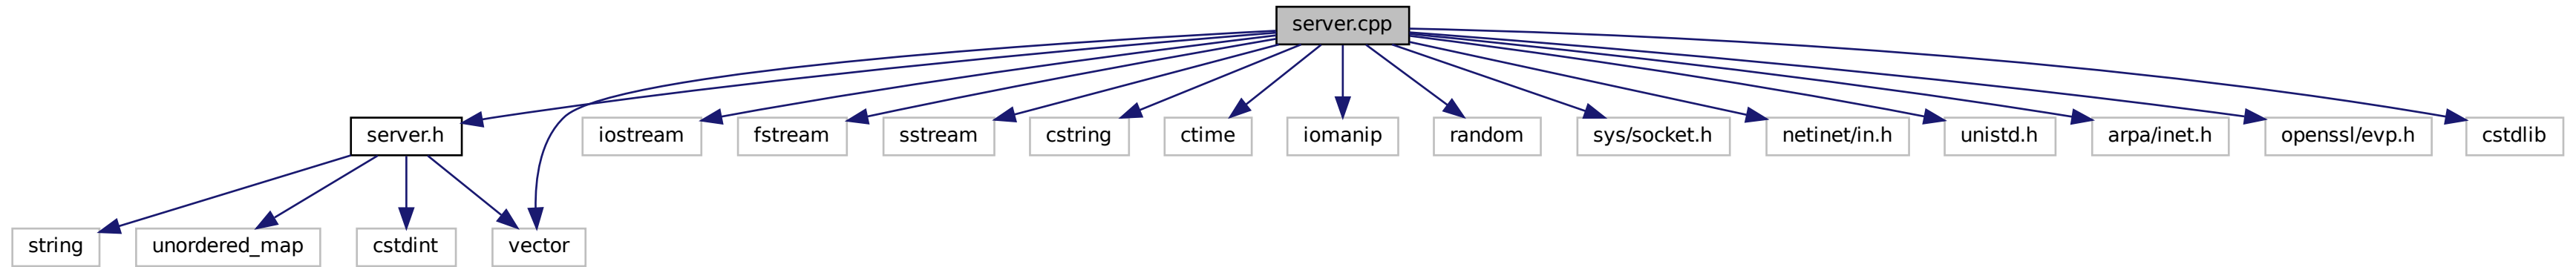 server.cpp
server.h
iostream
fstream
sstream
cstring
ctime
iomanip
random
sys/socket.h
netinet/in.h
unistd.h
arpa/inet.h
openssl/evp.h
cstdlib
string
unordered_map
cstdint
vector